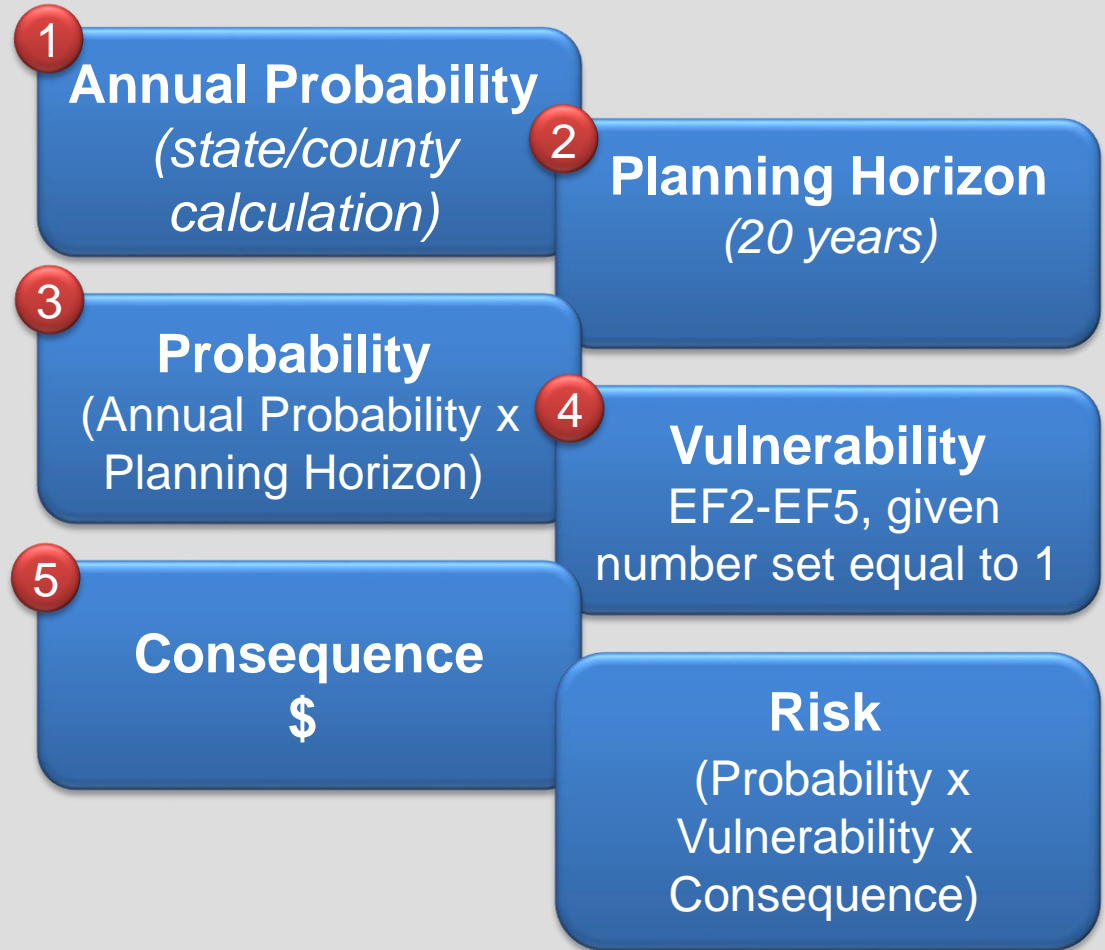 1
Annual Probability
(state/county
calculation)
2
Planning Horizon
(20 years)
3
Probability
(Annual Probability x
Planning Horizon)
4
Vulnerability
EF2-EF5, given
number set equal to 1
5
Consequence
$
Risk
(Probability x
Vulnerability x
Consequence)